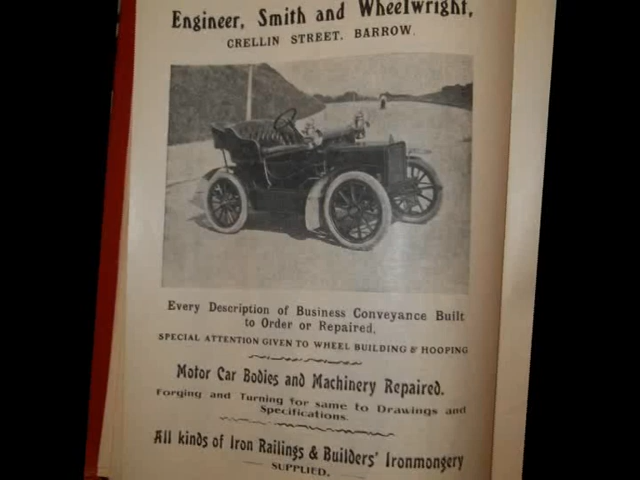 Engineer, Smith and Wheelwright,
CRELLIN STREET, BARROW.
Every Description of Business Conveyance Built
to Order or Repaired,
SPECIAL ATTENTION GIVEN TO WHEEL BUILDING & HOOPING
Motor Car Bodies and Machinery Repaired.
Forging and Turning for same to Drawings and
Specifications.
All kinds of Iron Railings & Builders' Ironmongery
SUPPLIED.